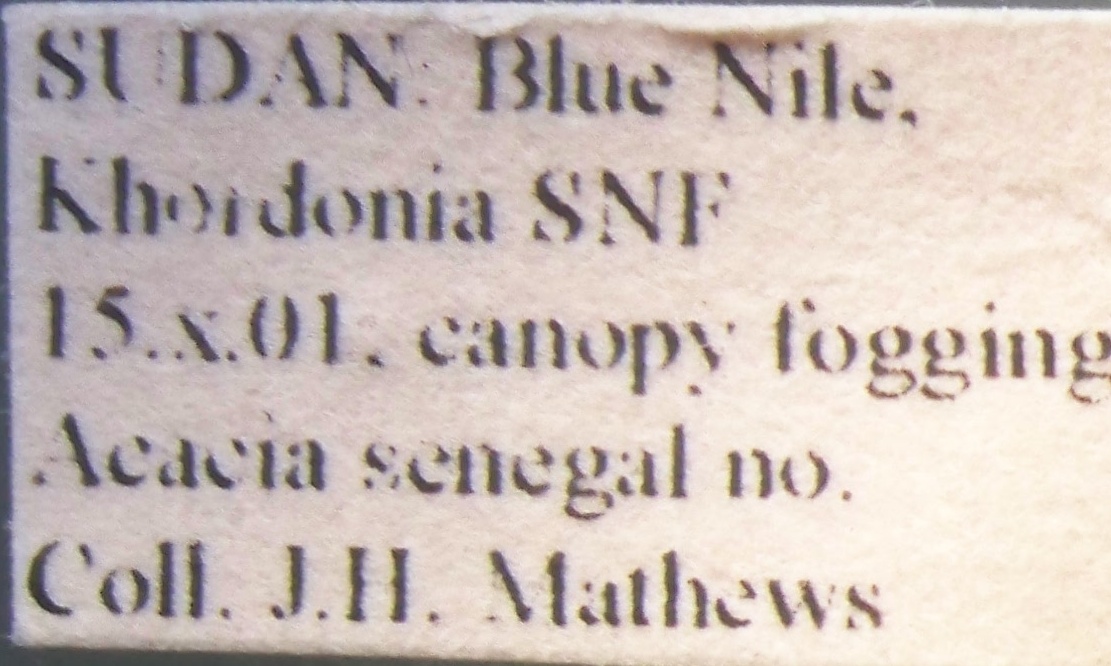 SUDAN: Blue Nile,
Khordonia SNF
15.x.01, canopy fogging
Acacia senegal no.
Coll. J.H. Mathews